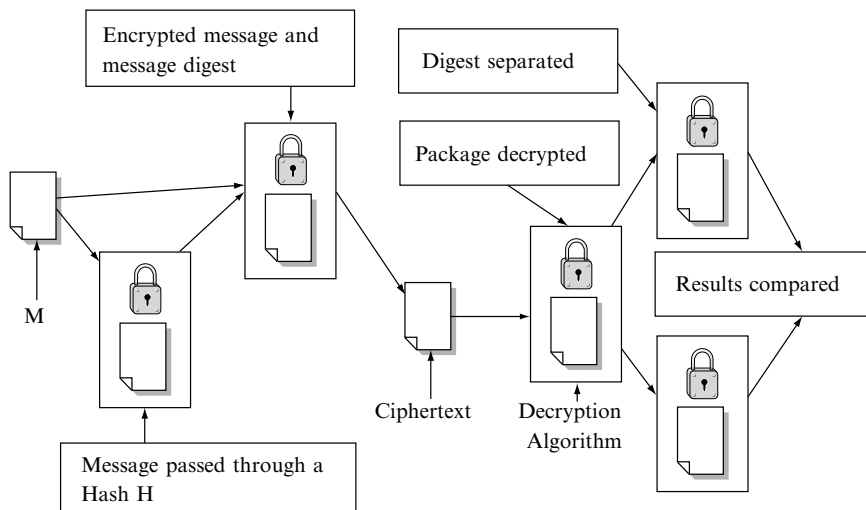 Encrypted message and
message digest
Digest separated
Package decrypted
M
Results compared
Ciphertext
Decryption
Algorithm
Message passed through a
Hash H